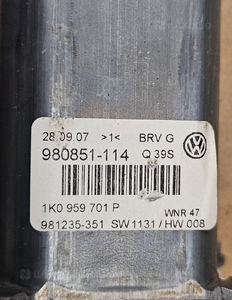 28.09.07 >1< BRV G
980851-114 Q 39S
1K0 959 701 P WNR 47
981235-351 SW1131 / HW 008